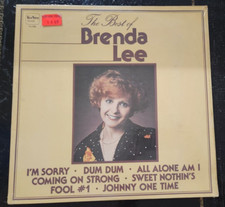 The Best of
Brenda
Lee
I'M SORRY · DUM DUM · ALL ALONE AM I
COMING ON STRONG · SWEET NOTHIN'S
FOOL #1 · JOHNNY ONE TIME